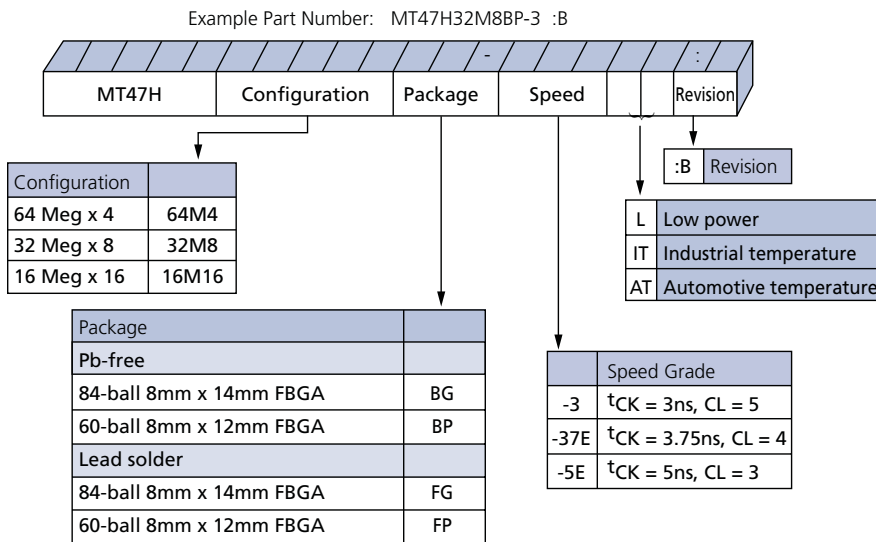 Example Part Number: MT47H32M8BP-3 :B
- :
MT47H Configuration Package Speed Revision
:B Revision
Configuration
64 Meg x 4 64M4
32 Meg x 8 32M8
16 Meg x 16 16M16
L Low power
IT Industrial temperature
AT Automotive temperature
Package
Pb-free
84-ball 8mm x 14mm FBGA BG
60-ball 8mm x 12mm FBGA BP
Lead solder
84-ball 8mm x 14mm FBGA FG
60-ball 8mm x 12mm FBGA FP
Speed Grade
-3 tCK = 3ns, CL = 5
-37E tCK = 3.75ns, CL = 4
-5E tCK = 5ns, CL = 3